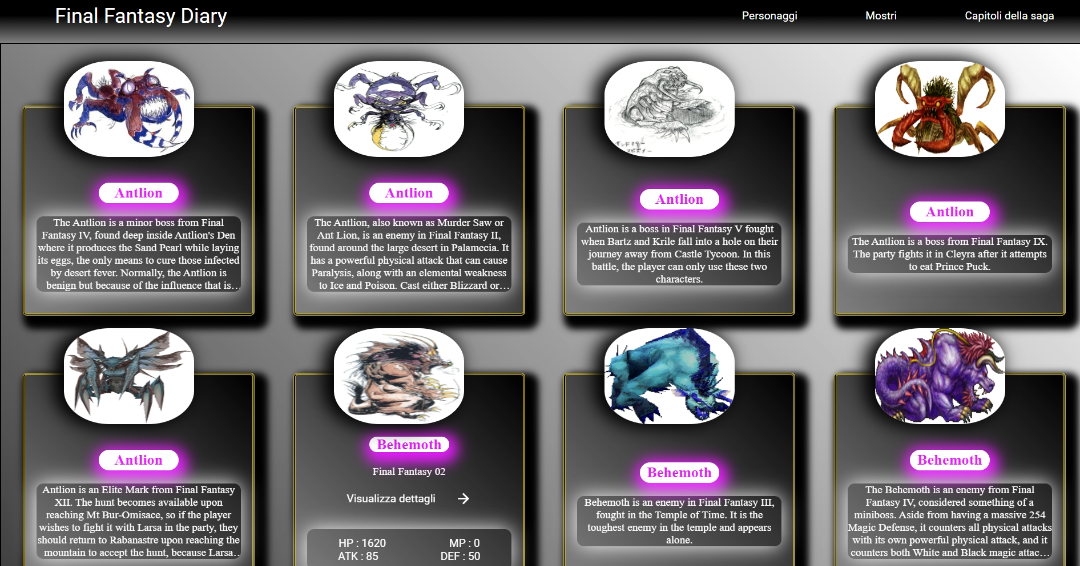 Final Fantasy Diary
Personaggi
Mostri
Capitoli della saga
Antlion
The Antlion is a minor boss from Final
Fantasy IV, found deep inside Antlion's Den
where it produces the Sand Pearl while laying
its eggs, the only means to cure those infected
by desert fever. Normally, the Antlion is
benign but because of the influence that is…
Antlion
The Antlion, also known as Murder Saw or
Ant Lion, is an enemy in Final Fantasy II,
found around the large desert in Palamecia. It
has a powerful physical attack that can cause
Paralysis, along with an elemental weakness
to Ice and Poison. Cast either Blizzard or…
Antlion
Antlion is a boss in Final Fantasy V fought
when Bartz and Krile fall into a hole on their
journey away from Castle Tycoon. In this
battle, the player can only use these two
characters.
Antlion
The Antlion is a boss from Final Fantasy IX.
The party fights it in Cleyra after it attempts
to eat Prince Puck.
Antlion
Antlion is an Elite Mark from Final Fantasy
XII. The hunt becomes available upon
reaching Mt Bur-Omisace, so if the player
wishes to fight it with Larsa in the party, they
should return to Rabanastre upon reaching the
mountain to accept the hunt, because Larsa…
Behemoth
Final Fantasy 02
Visualizza dettagli →
HP : 1620 MP : 0
ATK : 85 DEF : 50
Behemoth
Behemoth is an enemy in Final Fantasy III,
fought in the Temple of Time. It is the
toughest enemy in the temple and appears
alone.
Behemoth
The Behemoth is an enemy from Final
Fantasy IV, considered something of a
miniboss. Aside from having a massive 254
Magic Defense, it counters all physical attacks
with its own powerful physical attack, and it
counters both White and Black magic attac…